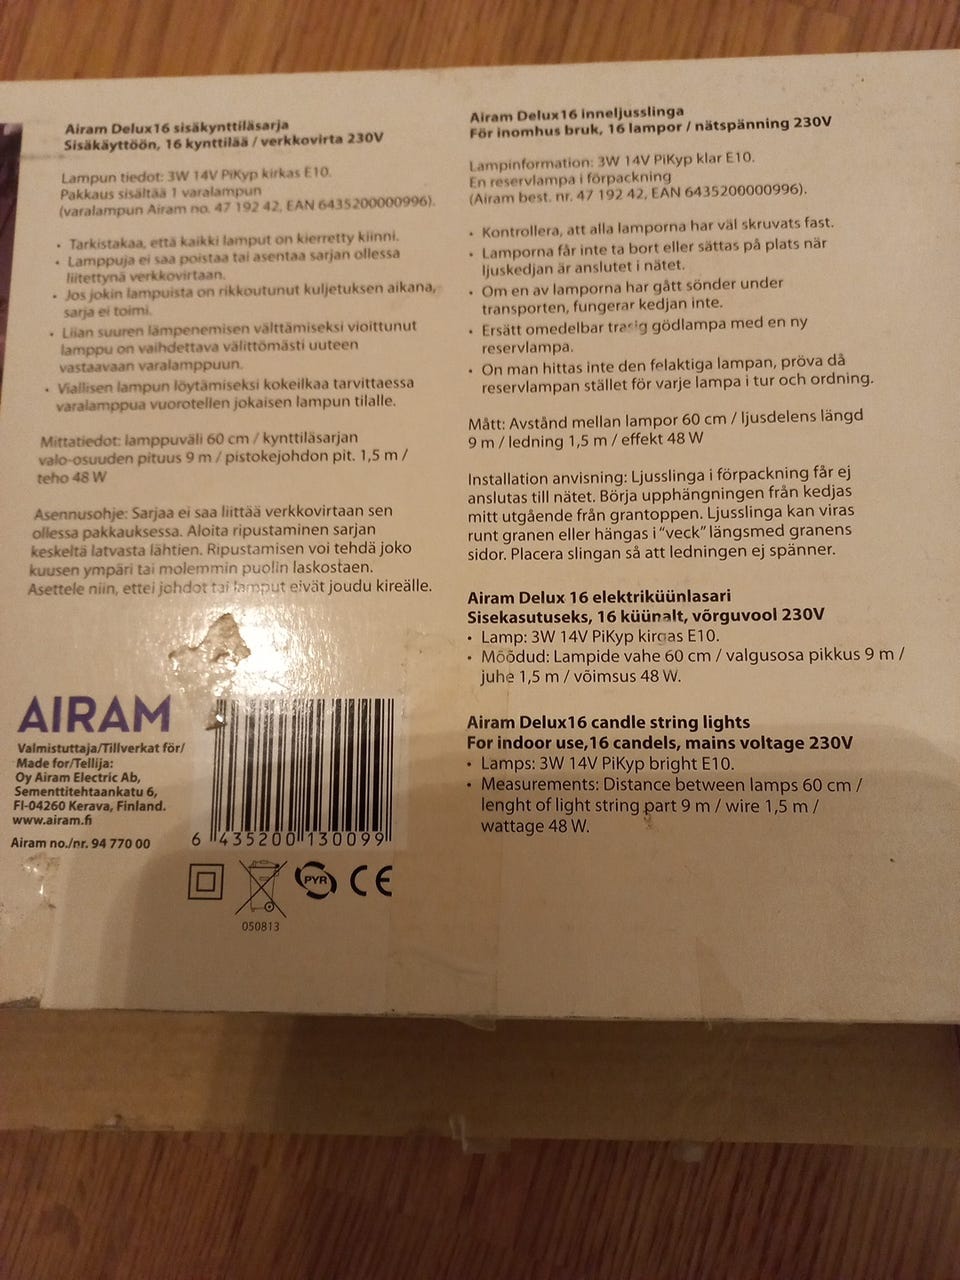 Airam Delux16 sisäkynttiläsarja
Sisäkäyttöön, 16 kynttilää / verkkovirta 230V
Lampun tiedot: 3W 14V PiKyp kirkas E10.
Pakkaus sisältää 1 varalampun
(varalampun Airam no. 47 192 42, EAN 6435200000996).
• Tarkistakaa, että kaikki lamput on kierretty kiinni.
• Lamppuja ei saa poistaa tai asentaa sarjan ollessa
liitettynä verkkovirtaan.
• Jos jokin lampuista on rikkoutunut kuljetuksen aikana,
sarja ei toimi.
• Liian suuren lämpenemisen välttämiseksi vioittunut
lamppu on vaihdettava välittömästi uuteen
vastaavaan varalamppuun.
• Viallisen lampun löytämiseksi kokeilkaa tarvittaessa
varalamppua vuorotellen jokaisen lampun tilalle.
Mittatiedot: lamppuväli 60 cm / kynttiläsarjan
valo-osuuden pituus 9 m / pistokejohdon pit. 1,5 m /
teho 48 W
Asennusohje: Sarjaa ei saa liittää verkkovirtaan sen
ollessa pakkauksessa. Aloita ripustaminen sarjan
keskeltä latvasta lähtien. Ripustamisen voi tehdä joko
kuusen ympäri tai molemmin puolin laskostaen.
Asettele niin, ettei johdot tai lamput eivät joudu kireälle.
AIRAM
Valmistuttaja/Tillverkat för/
Made for/Tellija:
Oy Airam Electric Ab,
Sementtitehtaankatu 6,
FI-04260 Kerava, Finland.
www.airam.fi
Airam no./nr. 94 770 00
6 435200 130099
PYR CE
050813
Airam Delux16 inneljusslinga
För inomhus bruk, 16 lampor / nätspänning 230V
Lampinformation: 3W 14V PiKyp klar E10.
En reservlampa i förpackning
(Airam best. nr. 47 192 42, EAN 6435200000996).
• Kontrollera, att alla lamporna har väl skruvats fast.
• Lamporna får inte ta bort eller sättas på plats när
ljuskedjan är anslutet i nätet.
• Om en av lamporna har gått sönder under
transporten, fungerar kedjan inte.
• Ersätt omedelbar trasig gödlampa med en ny
reservlampa.
• On man hittas inte den felaktiga lampan, pröva då
reservlampan stället för varje lampa i tur och ordning.
Mått: Avstånd mellan lampor 60 cm / ljusdelens längd
9 m / ledning 1,5 m / effekt 48 W
Installation anvisning: Ljusslinga i förpackning får ej
anslutas till nätet. Börja upphängningen från kedjas
mitt utgående från grantoppen. Ljusslinga kan viras
runt granen eller hängas i "veck" längsmed granens
sidor. Placera slingan så att ledningen ej spänner.
Airam Delux 16 elektriküünlasari
Sisekasutuseks, 16 küünalt, võrguvool 230V
• Lamp: 3W 14V PiKyp kirgas E10.
• Möödud: Lampide vahe 60 cm / valgusosa pikkus 9 m /
juhe 1,5 m / võimsus 48 W.
Airam Delux16 candle string lights
For indoor use,16 candels, mains voltage 230V
• Lamps: 3W 14V PiKyp bright E10.
• Measurements: Distance between lamps 60 cm /
lenght of light string part 9 m / wire 1,5 m /
wattage 48 W.